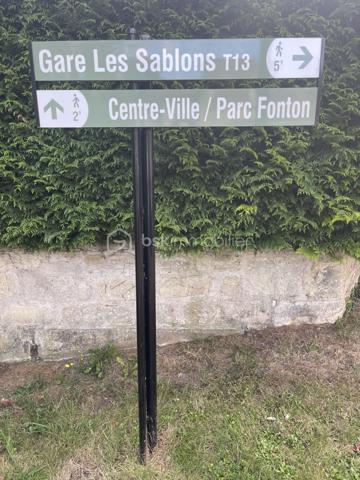 Gare Les Sablons T13 5'
2' Centre-Ville / Parc Fonton
bsk immobilier